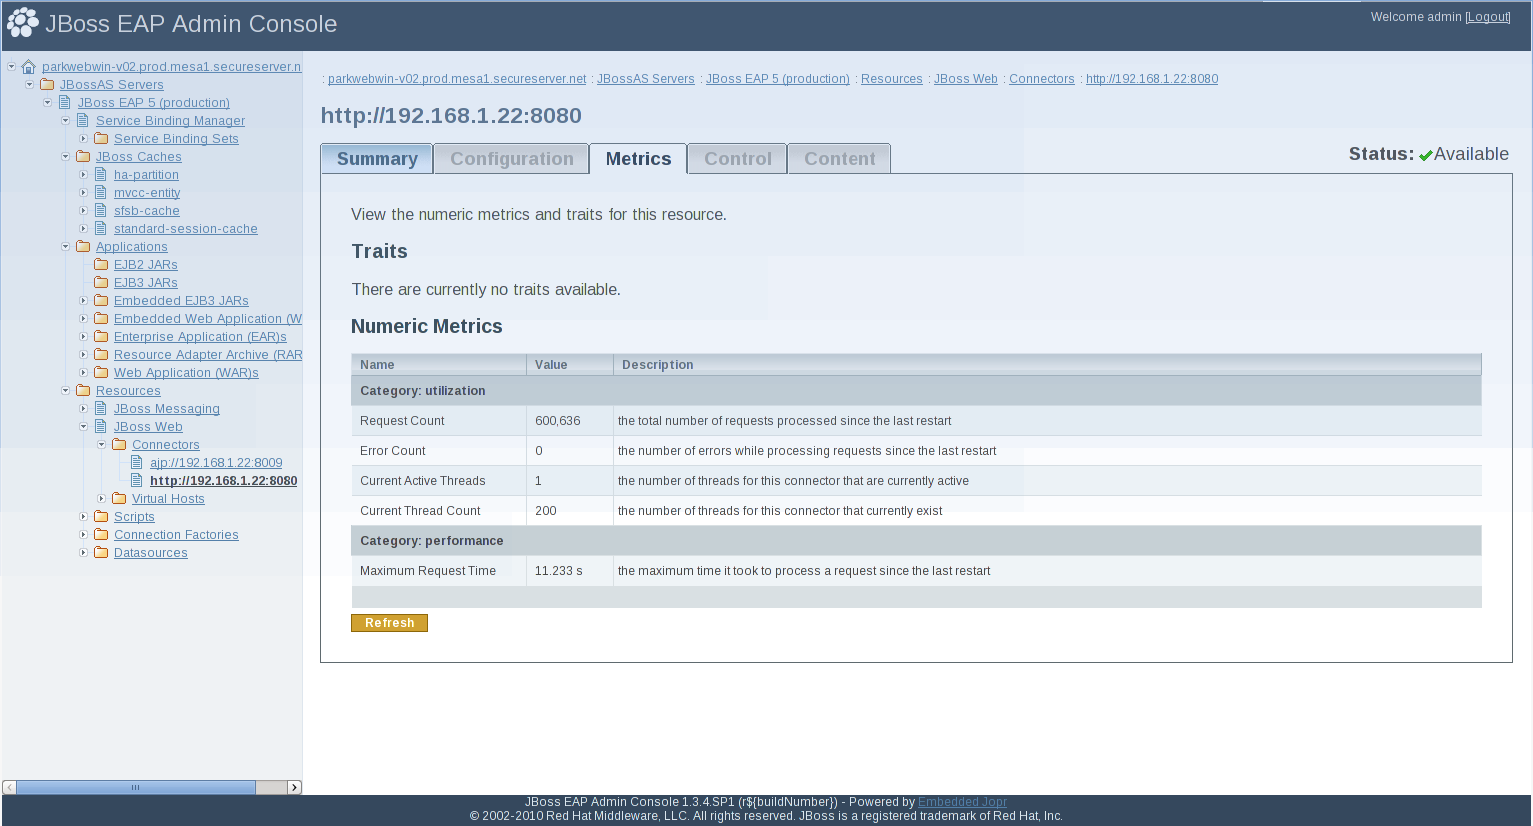 JBoss EAP Admin Console
Welcome admin [Logout]
parkwebwin-v02.prod.mesa1.secureserver.n
JBossAS Servers
JBoss EAP 5 (production)
Service Binding Manager
Service Binding Sets
JBoss Caches
ha-partition
mvcc-entity
sfsb-cache
standard-session-cache
Applications
EJB2 JARs
EJB3 JARs
Embedded EJB3 JARs
Embedded Web Application (W
Enterprise Application (EAR)s
Resource Adapter Archive (RAR
Web Application (WAR)s
Resources
JBoss Messaging
JBoss Web
Connectors
ajp://192.168.1.22:8009
http://192.168.1.22:8080
Virtual Hosts
Scripts
Connection Factories
Datasources
: parkwebwin-v02.prod.mesa1.secureserver.net : JBossAS Servers : JBoss EAP 5 (production) : Resources : JBoss Web : Connectors : http://192.168.1.22:8080
http://192.168.1.22:8080
Summary Configuration Metrics Control Content
Status: Available
View the numeric metrics and traits for this resource.
Traits
There are currently no traits available.
Numeric Metrics
Name Value Description
Category: utilization
Request Count 600,636 the total number of requests processed since the last restart
Error Count 0 the number of errors while processing requests since the last restart
Current Active Threads 1 the number of threads for this connector that are currently active
Current Thread Count 200 the number of threads for this connector that currently exist
Category: performance
Maximum Request Time 11.233 s the maximum time it took to process a request since the last restart
Refresh
JBoss EAP Admin Console 1.3.4.SP1 (r${buildNumber}) - Powered by Embedded Jopr
© 2002-2010 Red Hat Middleware, LLC. All rights reserved. JBoss is a registered trademark of Red Hat, Inc.